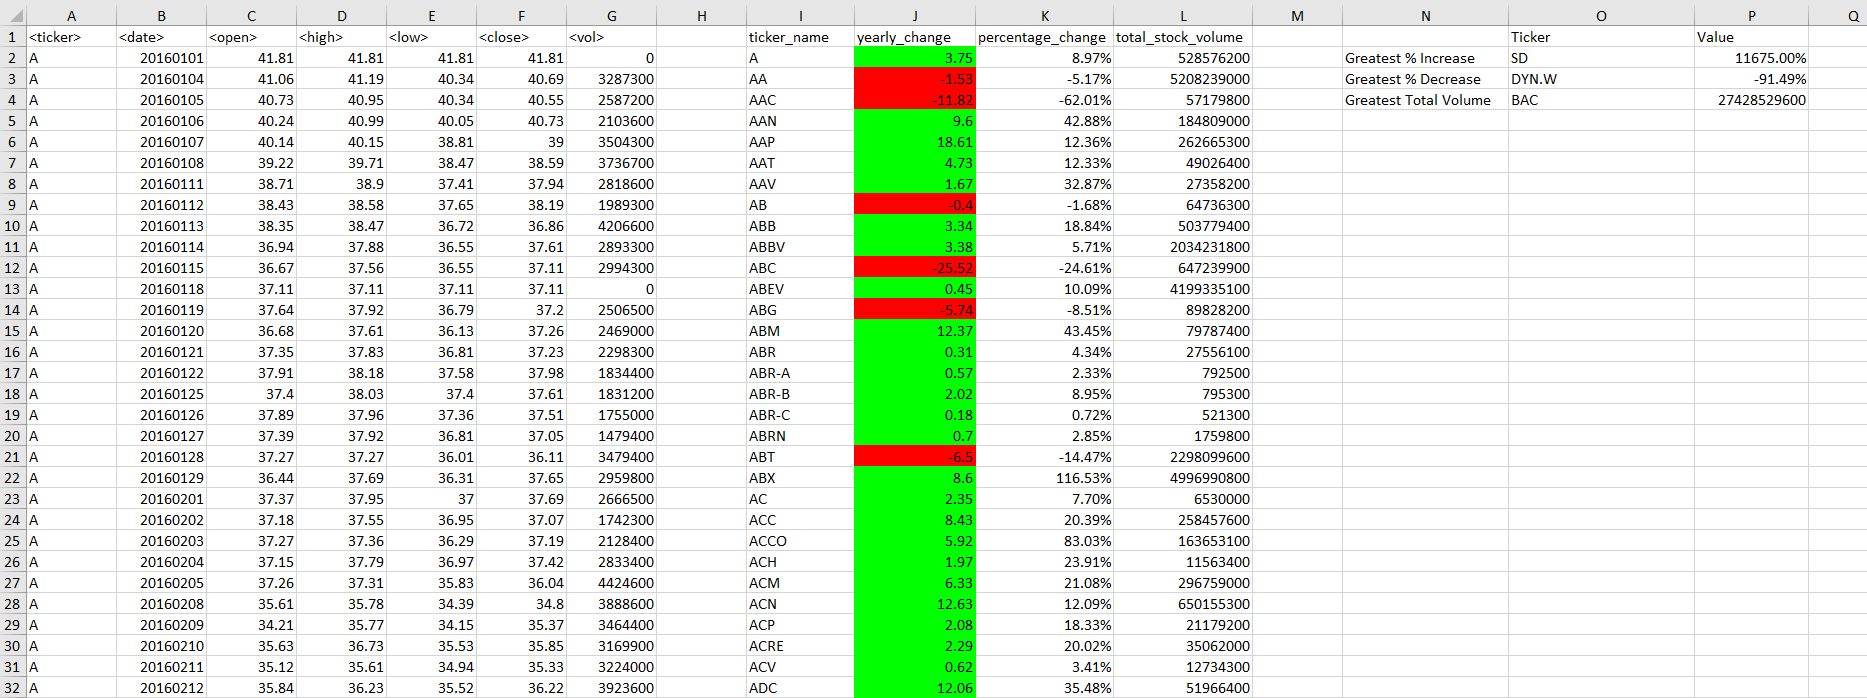 A B C D E F G H I J K L M N O P Q
1 <ticker> <date> <open> <high> <low> <close> <vol> ticker_name yearly_change percentage_change total_stock_volume Ticker Value
2 A 20160101 41.81 41.81 41.81 41.81 0 A 3.75 8.97% 528576200 Greatest % Increase SD 11675.00%
3 A 20160104 41.06 41.19 40.34 40.69 3287300 AA -1.53 -5.17% 5208239000 Greatest % Decrease DYN.W -91.49%
4 A 20160105 40.73 40.95 40.34 40.55 2587200 AAC -11.82 -62.01% 57179800 Greatest Total Volume BAC 27428529600
5 A 20160106 40.24 40.99 40.05 40.73 2103600 AAN 9.6 42.88% 184809000
6 A 20160107 40.14 40.15 38.81 39 3504300 AAP 18.61 12.36% 262665300
7 A 20160108 39.22 39.71 38.47 38.59 3736700 AAT 4.73 12.33% 49026400
8 A 20160111 38.71 38.9 37.41 37.94 2818600 AAV 1.67 32.87% 27358200
9 A 20160112 38.43 38.58 37.65 38.19 1989300 AB -0.4 -1.68% 64736300
10 A 20160113 38.35 38.47 36.72 36.86 4206600 ABB 3.34 18.84% 503779400
11 A 20160114 36.94 37.88 36.55 37.61 2893300 ABBV 3.38 5.71% 2034231800
12 A 20160115 36.67 37.56 36.55 37.11 2994300 ABC -25.52 -24.61% 647239900
13 A 20160118 37.11 37.11 37.11 37.11 0 ABEV 0.45 10.09% 4199335100
14 A 20160119 37.64 37.92 36.79 37.2 2506500 ABG -5.74 -8.51% 89828200
15 A 20160120 36.68 37.61 36.13 37.26 2469000 ABM 12.37 43.45% 79787400
16 A 20160121 37.35 37.83 36.81 37.23 2298300 ABR 0.31 4.34% 27556100
17 A 20160122 37.91 38.18 37.58 37.98 1834400 ABR-A 0.57 2.33% 792500
18 A 20160125 37.4 38.03 37.4 37.61 1831200 ABR-B 2.02 8.95% 795300
19 A 20160126 37.89 37.96 37.36 37.51 1755000 ABR-C 0.18 0.72% 521300
20 A 20160127 37.39 37.92 36.81 37.05 1479400 ABRN 0.7 2.85% 1759800
21 A 20160128 37.27 37.27 36.01 36.11 3479400 ABT -6.5 -14.47% 2298099600
22 A 20160129 36.44 37.69 36.31 37.65 2959800 ABX 8.6 116.53% 4996990800
23 A 20160201 37.37 37.95 37 37.69 2666500 AC 2.35 7.70% 6530000
24 A 20160202 37.18 37.55 36.95 37.07 1742300 ACC 8.43 20.39% 258457600
25 A 20160203 37.27 37.36 36.29 37.19 2128400 ACCO 5.92 83.03% 163653100
26 A 20160204 37.15 37.79 36.97 37.42 2833400 ACH 1.97 23.91% 11563400
27 A 20160205 37.26 37.31 35.83 36.04 4424600 ACM 6.33 21.08% 296759000
28 A 20160208 35.61 35.78 34.39 34.8 3888600 ACN 12.63 12.09% 650155300
29 A 20160209 34.21 35.77 34.15 35.37 3464400 ACP 2.08 18.33% 21179200
30 A 20160210 35.63 36.73 35.53 35.85 3169900 ACRE 2.29 20.02% 35062000
31 A 20160211 35.12 35.61 34.94 35.33 3224000 ACV 0.62 3.41% 12734300
32 A 20160212 35.84 36.23 35.52 36.22 3923600 ADC 12.06 35.48% 51966400